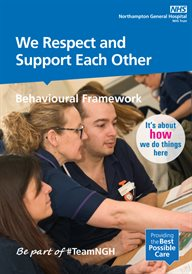 NHS
Northampton General Hospital
NHS Trust
We Respect and
Support Each Other
Behavioural Framework
It's about
how
we do things
here
Providing
the Best
Possible
Care
Be part of #TeamNGH